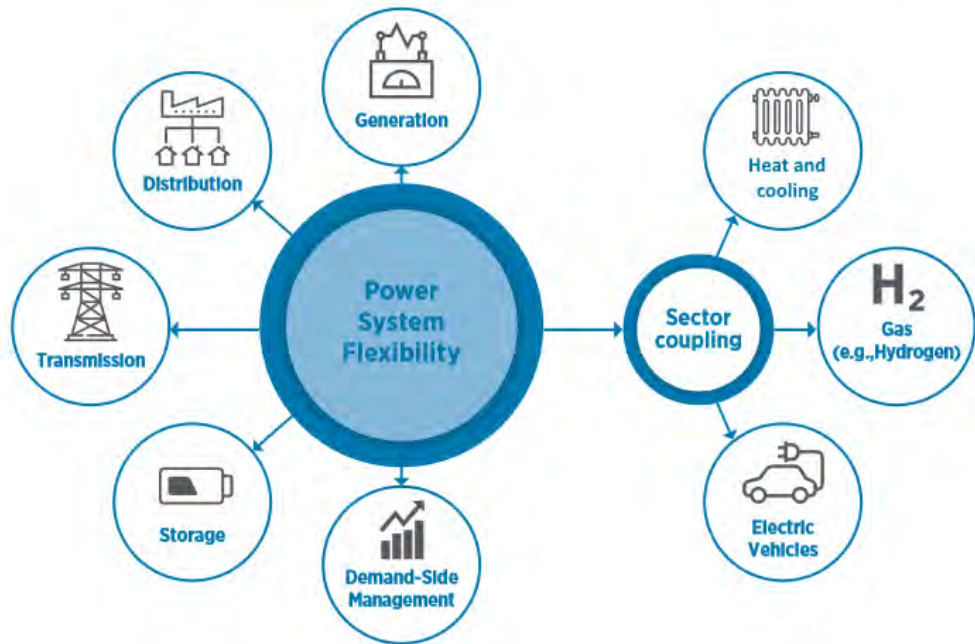 Generation
Distribution
Transmission
Storage
Demand-Side
Management
Power
System
Flexibility
Sector
coupling
Heat and
cooling
H2
Gas
(e.g.,Hydrogen)
Electric
Vehicles